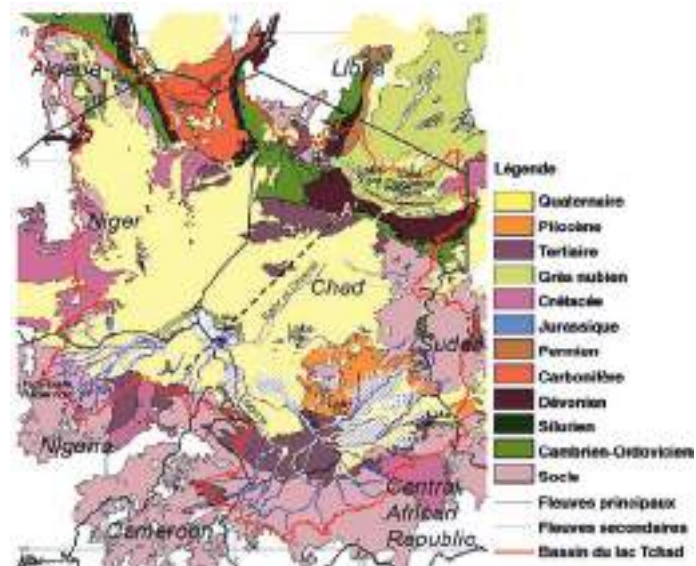 Algeria
Libya
Niger
Chad
Sudan
Nigeria
Cameroon
Central
African
Republic
Légende
Quaternaire
Pliocène
Tertiaire
Grès nubien
Crétacée
Jurassique
Permien
Carbonifère
Dévonien
Silurien
Cambrien-Ordovicien
Socle
Fleuves principaux
Fleuves secondaires
Bassin du lac Tchad